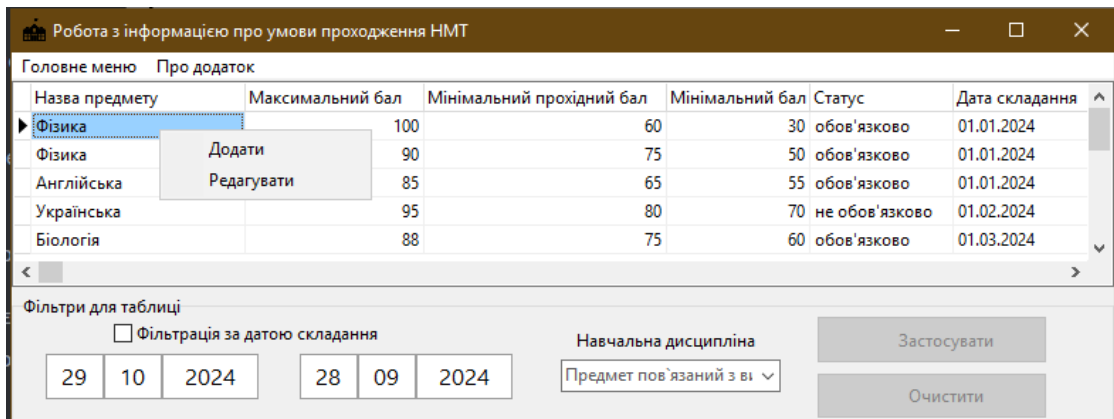 Робота з інформацією про умови проходження НМТ
Головне меню Про додаток
Назва предмету Максимальний бал Мінімальний прохідний бал Мінімальний бал Статус Дата складання
Фізика 100 60 30 обов'язково 01.01.2024
Фізика 90 75 50 обов'язково 01.01.2024
Англійська 85 65 55 обов'язково 01.01.2024
Українська 95 80 70 не обов'язково 01.02.2024
Біологія 88 75 60 обов'язково 01.03.2024
Додати
Редагувати
Фільтри для таблиці
Фільтрація за датою складання
29 10 2024 28 09 2024
Навчальна дисципліна
Предмет пов`язаний з
Застосувати
Очистити